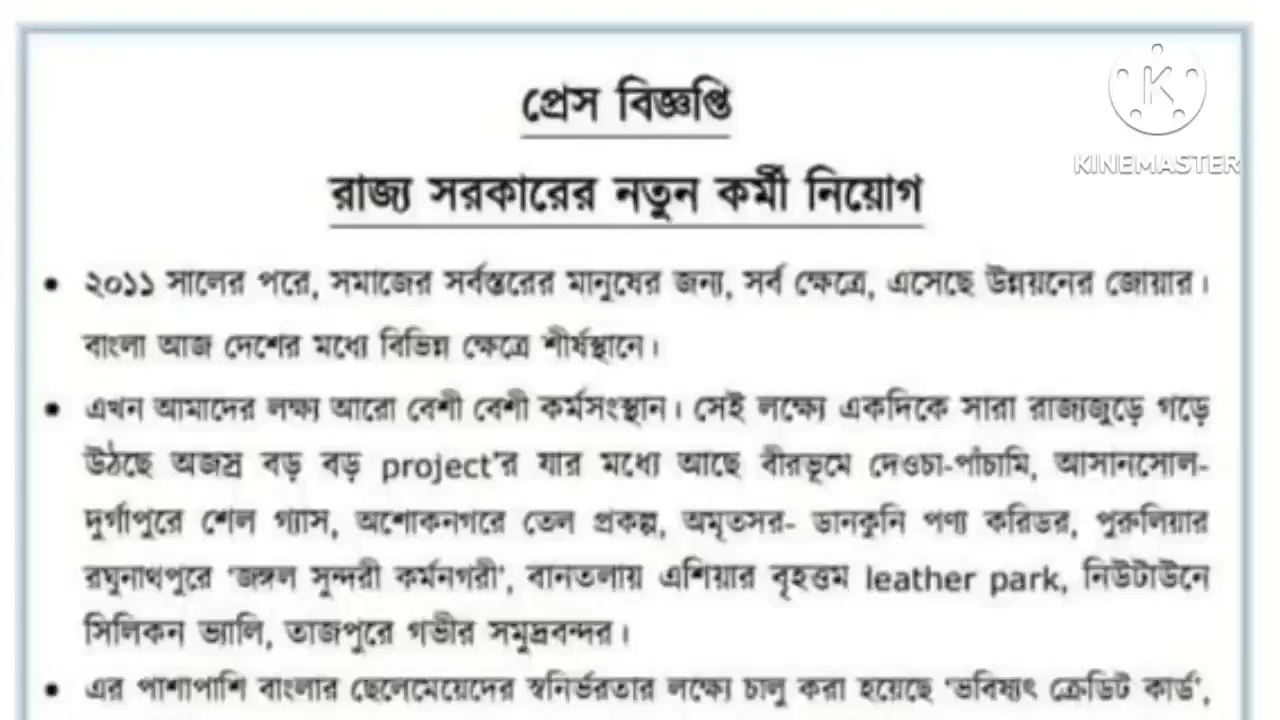 প্রেস বিজ্ঞপ্তি
KINEMASTER
রাজ্য সরকারের নতুন কর্মী নিয়োগ
• ২০১১ সালের পরে, সমাজের সর্বস্তরের মানুষের জন্য, সর্ব ক্ষেত্রে, এসেছে উন্নয়নের জোয়ার।
বাংলা আজ দেশের মধ্যে বিভিন্ন ক্ষেত্রে শীর্ষস্থানে।
• এখন আমাদের লক্ষ্য আরো বেশী বেশী কর্মসংস্থান। সেই লক্ষ্যে একদিকে সারা রাজ্যজুড়ে গড়ে
উঠছে অজস্র বড় বড় project'র যার মধ্যে আছে বীরভূমে দেওচা-পাঁচামি, আসানসোল-
দুর্গাপুরে শেল গ্যাস, অশোকনগরে তেল প্রকল্প, অমৃতসর- ডানকুনি পণ্য করিডর, পুরুলিয়ার
রঘুনাথপুরে 'জঙ্গল সুন্দরী কর্মনগরী', বানতলায় এশিয়ার বৃহত্তম leather park, নিউটাউনে
সিলিকন ভ্যালি, তাজপুরে গভীর সমুদ্রবন্দর।
• এর পাশাপাশি বাংলার ছেলেমেয়েদের স্বনির্ভরতার লক্ষ্যে চালু করা হয়েছে 'ভবিষ্যৎ ক্রেডিট কার্ড',